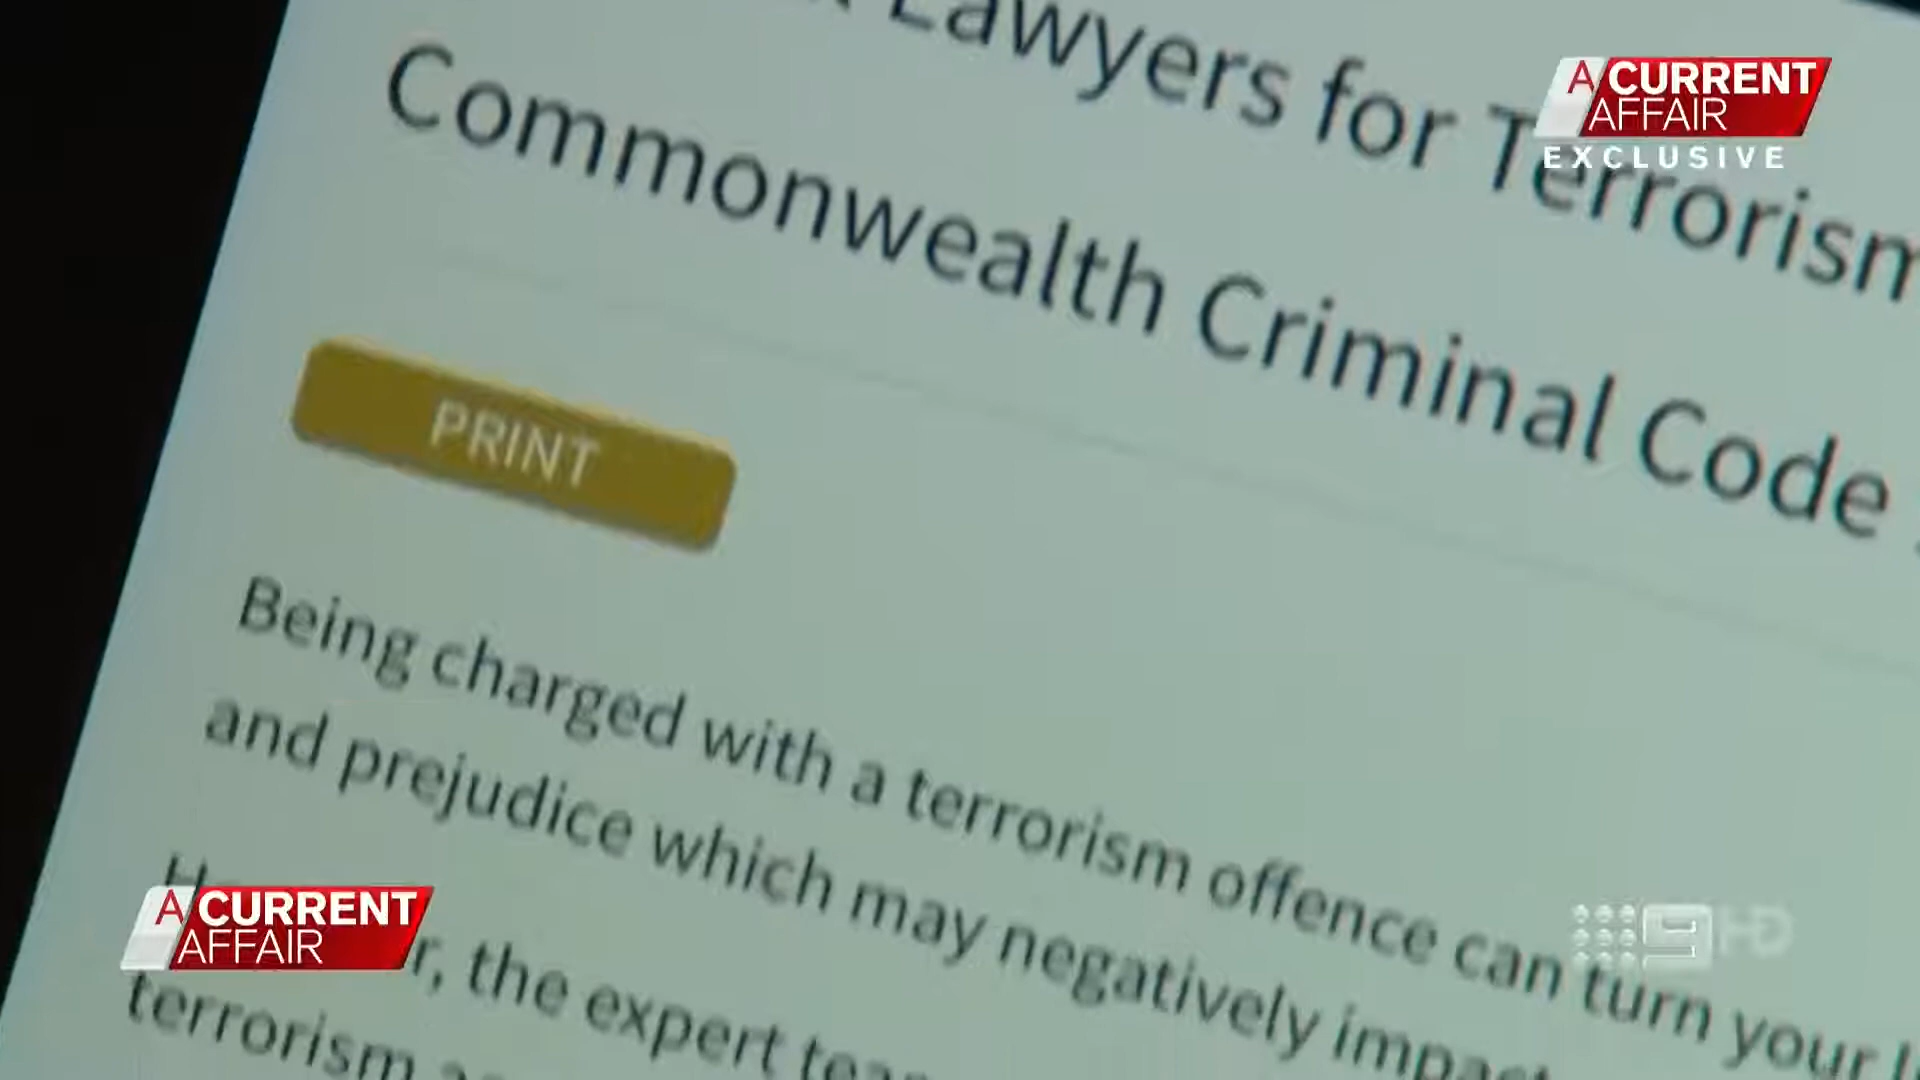 Lawyers for Terrorism
Commonwealth Criminal Code
PRINT
Being charged with a terrorism offence can turn your
and prejudice which may negatively impact
the expert
terrorism
A CURRENT
AFFAIR
EXCLUSIVE
A CURRENT
AFFAIR
9HD